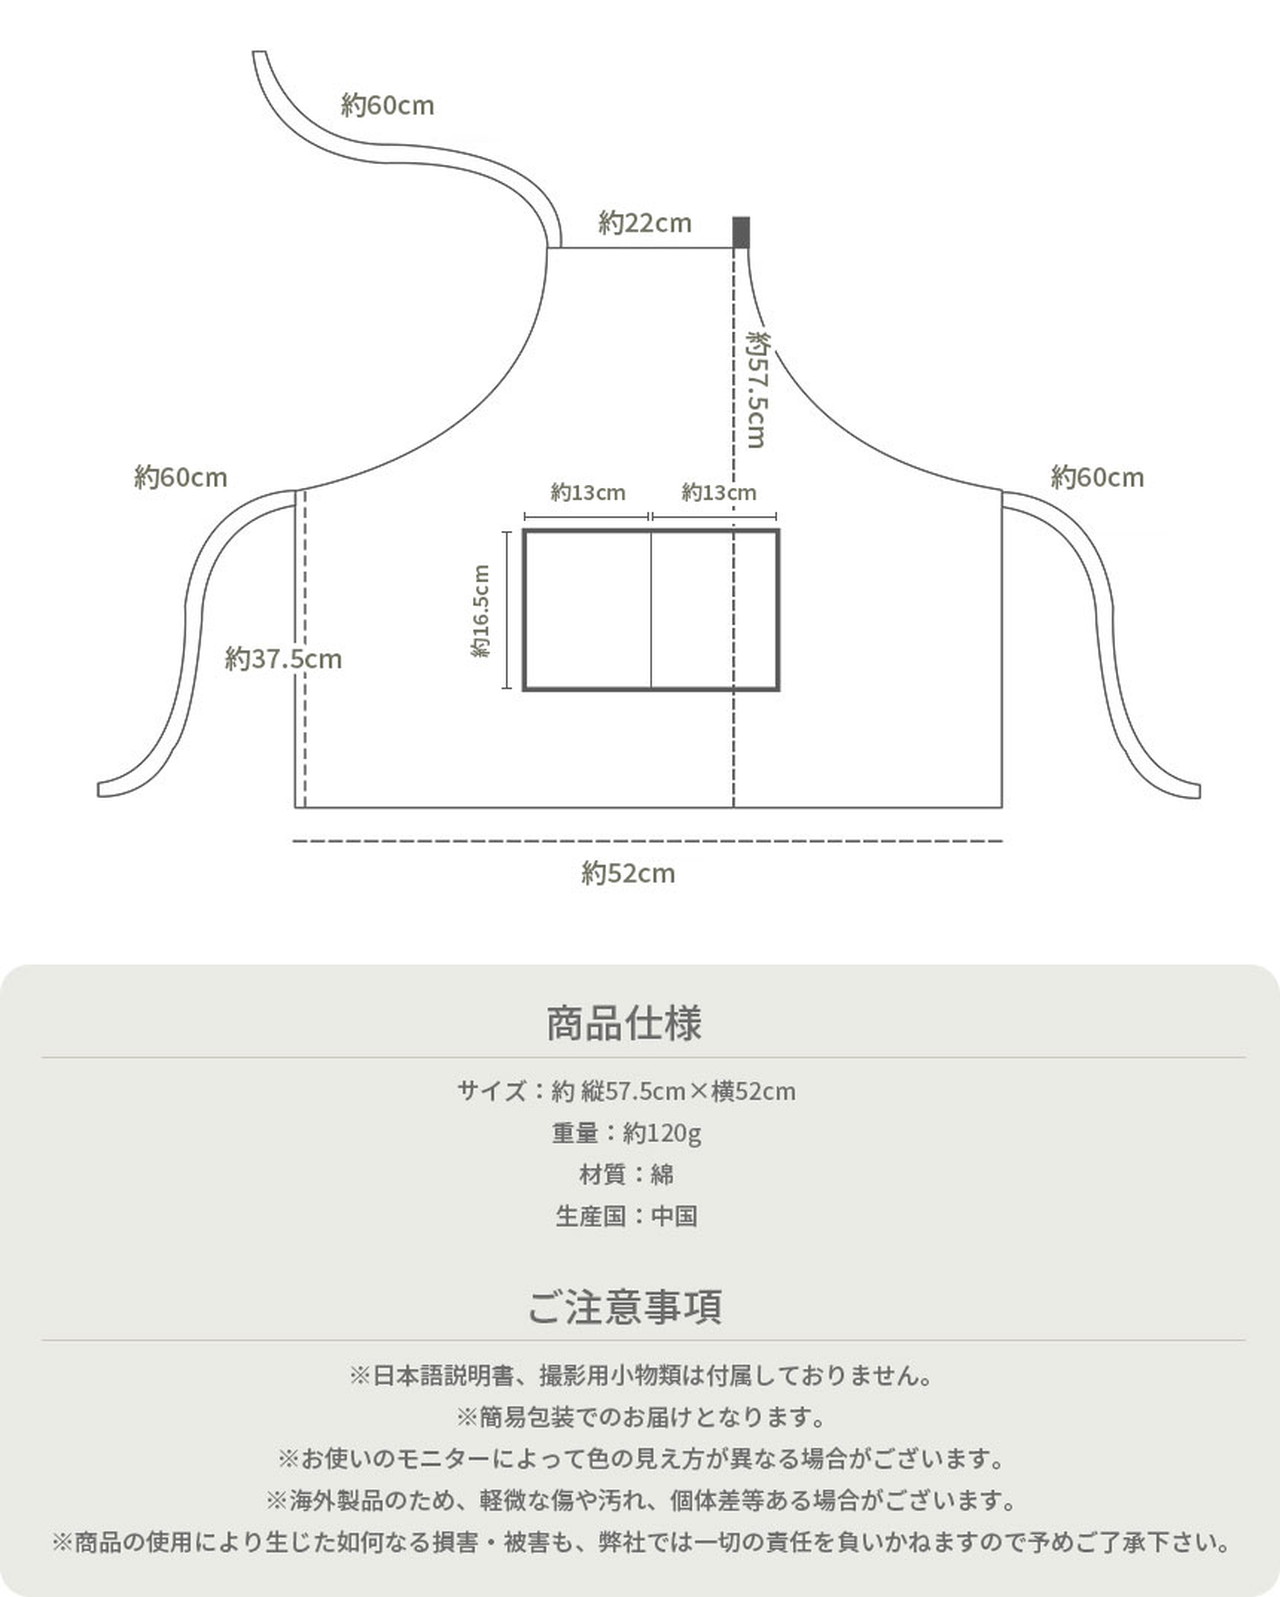 約60cm
約22cm
約57.5cm
約60cm
約60cm
約13cm
約13cm
約16.5cm
約37.5cm
約52cm
商品仕様
サイズ：約 縦57.5cm×横52cm
重量：約120g
材質：綿
生産国：中国
ご注意事項
※日本語説明書、撮影用小物類は付属しておりません。
※簡易包装でのお届けとなります。
※お使いのモニターによって色の見え方が異なる場合がございます。
※海外製品のため、軽微な傷や汚れ、個体差等ある場合がございます。
※商品の使用により生じた如何なる損害・被害も、弊社では一切の責任を負いかねますので予めご了承下さい。